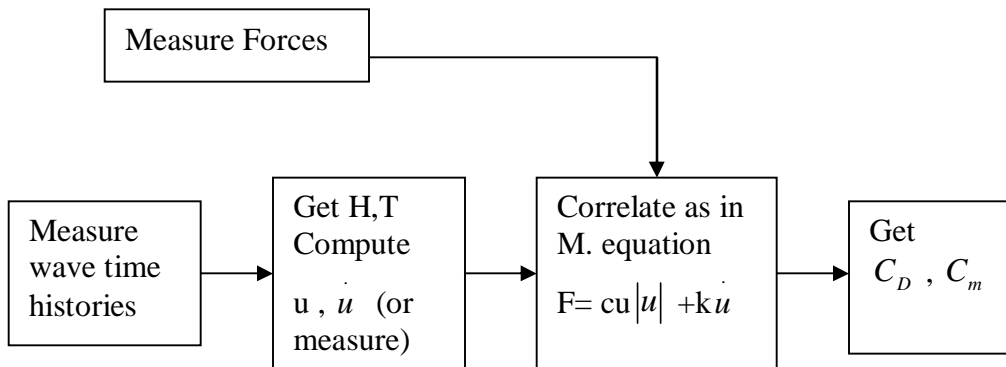 Measure Forces
Measure
wave time
histories
Get H,T
Compute
u , u̇ (or
measure)
Correlate as in
M. equation
F= cu|u| +ku̇
Get
C_D , C_m